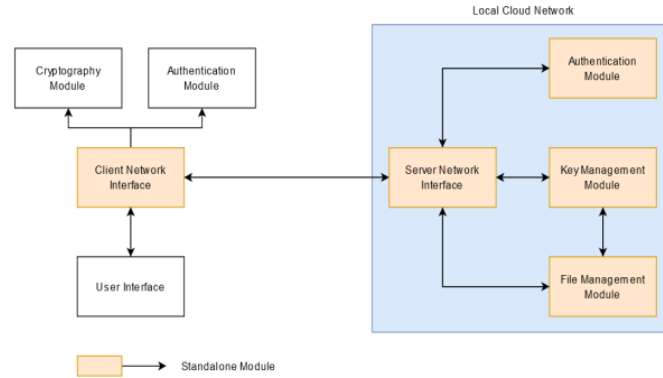 Local Cloud Network
Cryptography
Module
Authentication
Module
Authentication
Module
Client Network
Interface
Server Network
Interface
Key Management
Module
User Interface
File Management
Module
Standalone Module